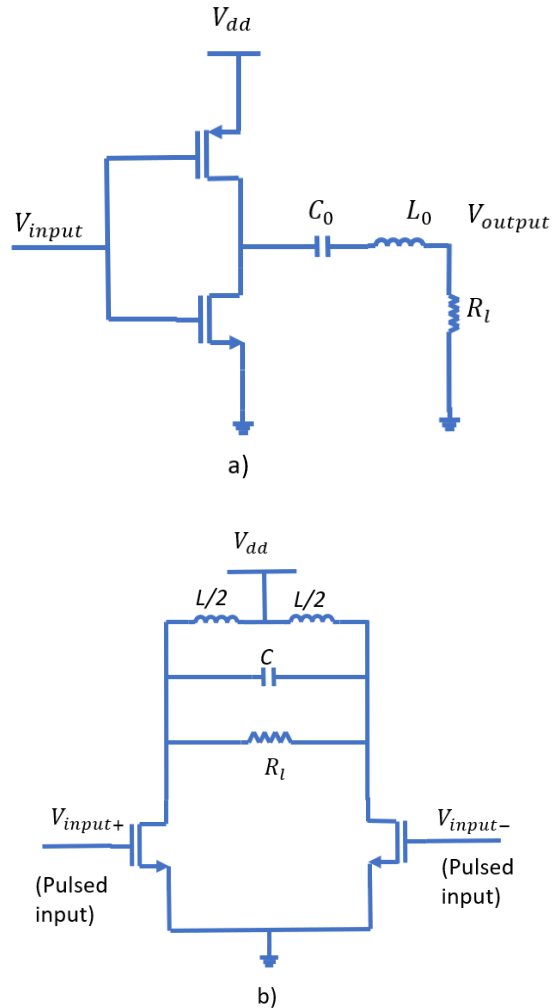 V_dd
C_0 L_0 V_output
V_input
R_l
a)
V_dd
L/2 L/2
C
R_l
V_input+ V_input−
(Pulsed input) (Pulsed input)
b)